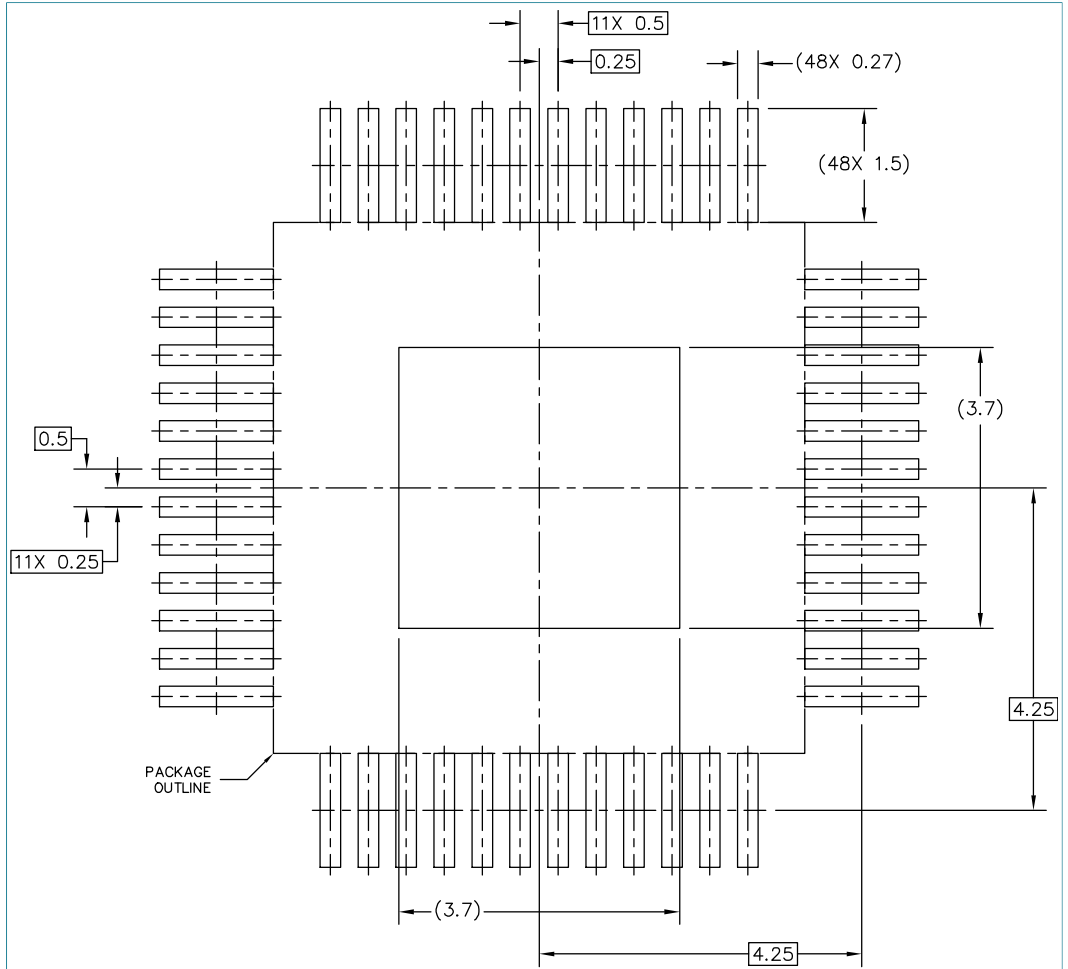 11X 0.5
0.25
(48X 0.27)
(48X 1.5)
(3.7)
0.5
11X 0.25
4.25
PACKAGE
OUTLINE
(3.7)
4.25